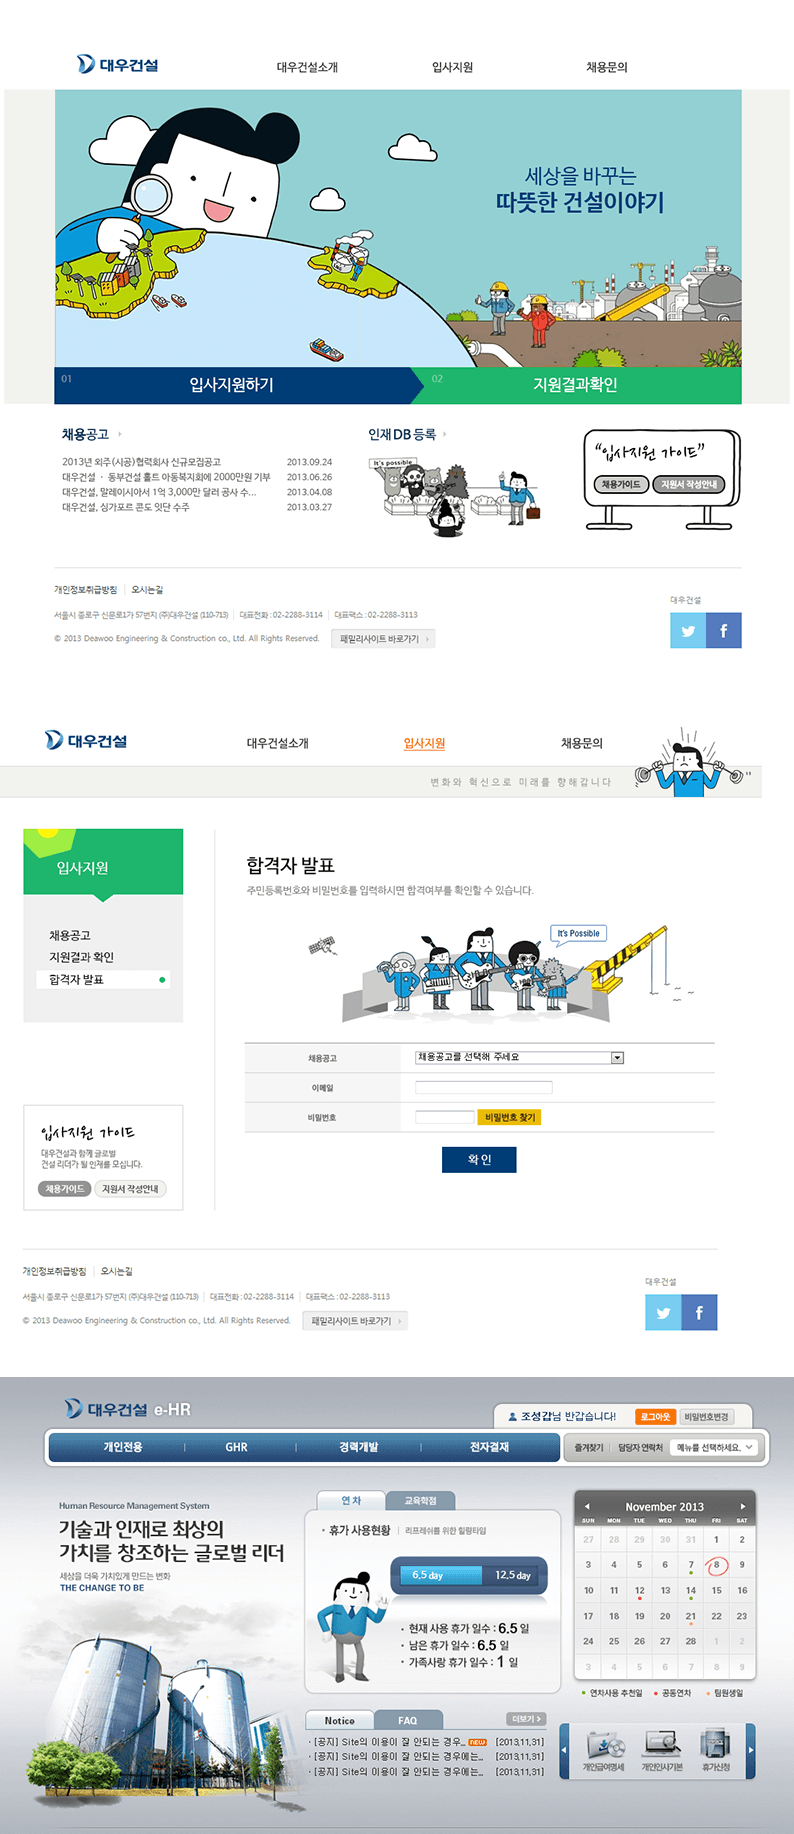 대우건설
대우건설소개 입사지원 채용문의
세상을 바꾸는
따뜻한 건설이야기
01 입사지원하기 02 지원결과확인
채용공고
2013년 외주(시공)협력회사 신규모집공고 2013.09.24
대우건설 · 동부건설 홀트 아동복지회에 2000만원 기부 2013.06.26
대우건설, 말레이시아서 1억 3,000만 달러 공사 수... 2013.04.08
대우건설, 싱가포르 콘도 잇단 수주 2013.03.27
인재 DB 등록
It's possible
“입사지원 가이드”
채용가이드 지원서 작성안내
개인정보취급방침 오시는길
서울시 종로구 신문로1가 57번지 (주)대우건설 (110-713) 대표전화 : 02-2288-3114 대표팩스 : 02-2288-3113
© 2013 Deawoo Engineering & Construction co., Ltd. All Rights Reserved. 패밀리사이트 바로가기
대우건설
대우건설
대우건설소개 입사지원 채용문의
변화와 혁신으로 미래를 향해갑니다
입사지원
채용공고
지원결과 확인
합격자 발표
합격자 발표
주민등록번호와 비밀번호를 입력하시면 합격여부를 확인할 수 있습니다.
It's Possible
채용공고 채용공고를 선택해 주세요
이메일
비밀번호 비밀번호 찾기
확인
입사지원 가이드
대우건설과 함께 글로벌
건설 리더가 될 인재를 모십니다.
채용가이드 지원서 작성안내
개인정보취급방침 오시는길
서울시 종로구 신문로1가 57번지 (주)대우건설 (110-713) 대표전화 : 02-2288-3114 대표팩스 : 02-2288-3113
© 2013 Deawoo Engineering & Construction co., Ltd. All Rights Reserved. 패밀리사이트 바로가기
대우건설
대우건설 e-HR
조성갑님 반갑습니다! 로그아웃 비밀번호변경
개인전용 GHR 경력개발 전자결재
즐겨찾기 담당자 연락처 메뉴를 선택하세요.
Human Resource Management System
기술과 인재로 최상의
가치를 창조하는 글로벌 리더
세상을 더욱 가치있게 만드는 변화
THE CHANGE TO BE
연차 교육학점
· 휴가 사용현황 리프레쉬를 위한 힐링타임
6.5 day 12.5 day
· 현재 사용 휴가 일수 : 6.5 일
· 남은 휴가 일수 : 6.5 일
· 가족사랑 휴가 일수 : 1 일
Notice FAQ 더보기
· [공지] Site의 이용이 잘 안되는 경우... NEW [2013.11.31]
· [공지] Site의 이용이 잘 안되는 경우에는... [2013.11.31]
· [공지] Site의 이용이 잘 안되는 경우에는... [2013.11.31]
November 2013
SUN MON TUE WED THU FRI SAT
27 28 29 30 31 1 2
3 4 5 6 7 8 9
10 11 12 13 14 15 16
17 18 19 20 21 22 23
24 25 26 27 28 1 2
3 4 5 6 7 8 9
연차사용 추천일 공동연차 팀원생일
개인급여명세 개인인사기본 휴가신청